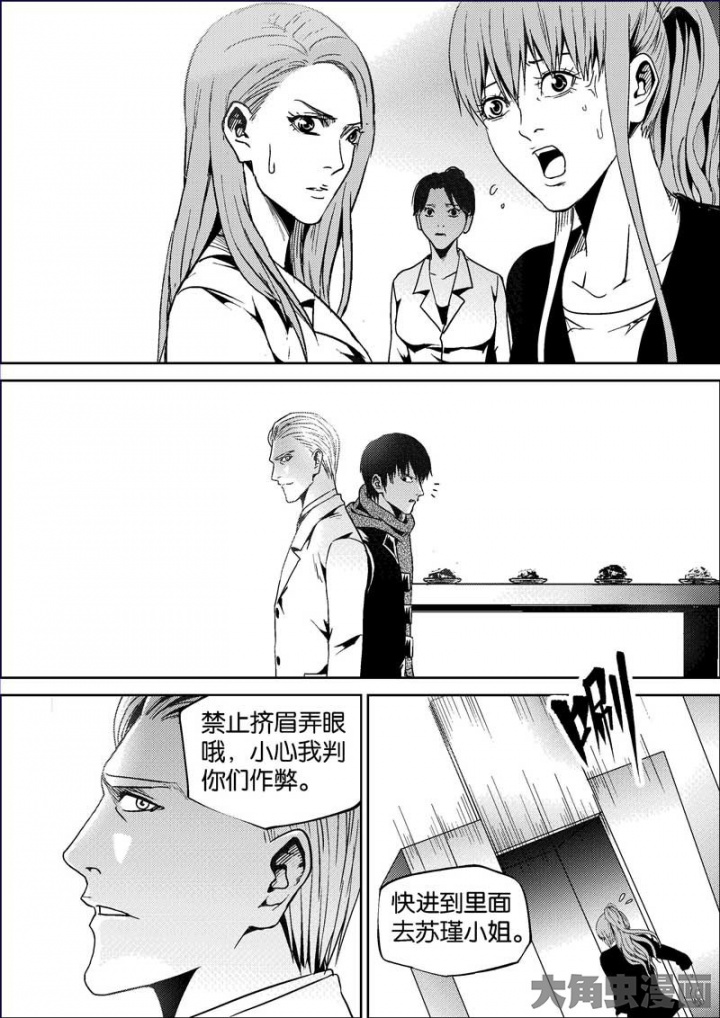 禁止挤眉弄眼
哦，小心我判
你们作弊。
唰
快进到里面
去苏瑾小姐。
大角虫漫画